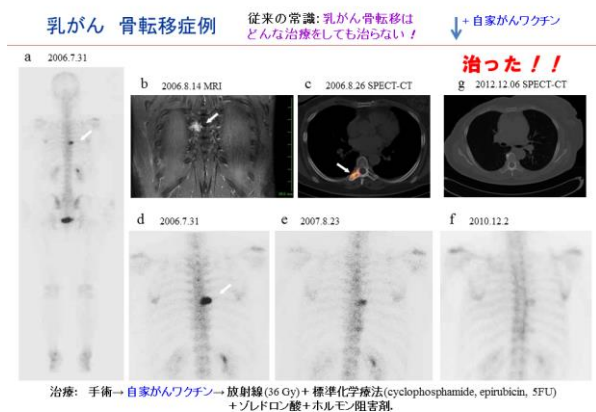 乳がん 骨転移症例
従来の常識: 乳がん骨転移は
どんな治療をしても治らない！
+ 自家がんワクチン
治った！！
a 2006.7.31
b 2006.8.14 MRI
c 2006.8.26 SPECT-CT
g 2012.12.06 SPECT-CT
d 2006.7.31
e 2007.8.23
f 2010.12.2
治療: 手術→自家がんワクチン→放射線(36 Gy)+標準化学療法(cyclophosphamide, epirubicin, 5FU)
+ゾレドロン酸+ホルモン阻害剤.